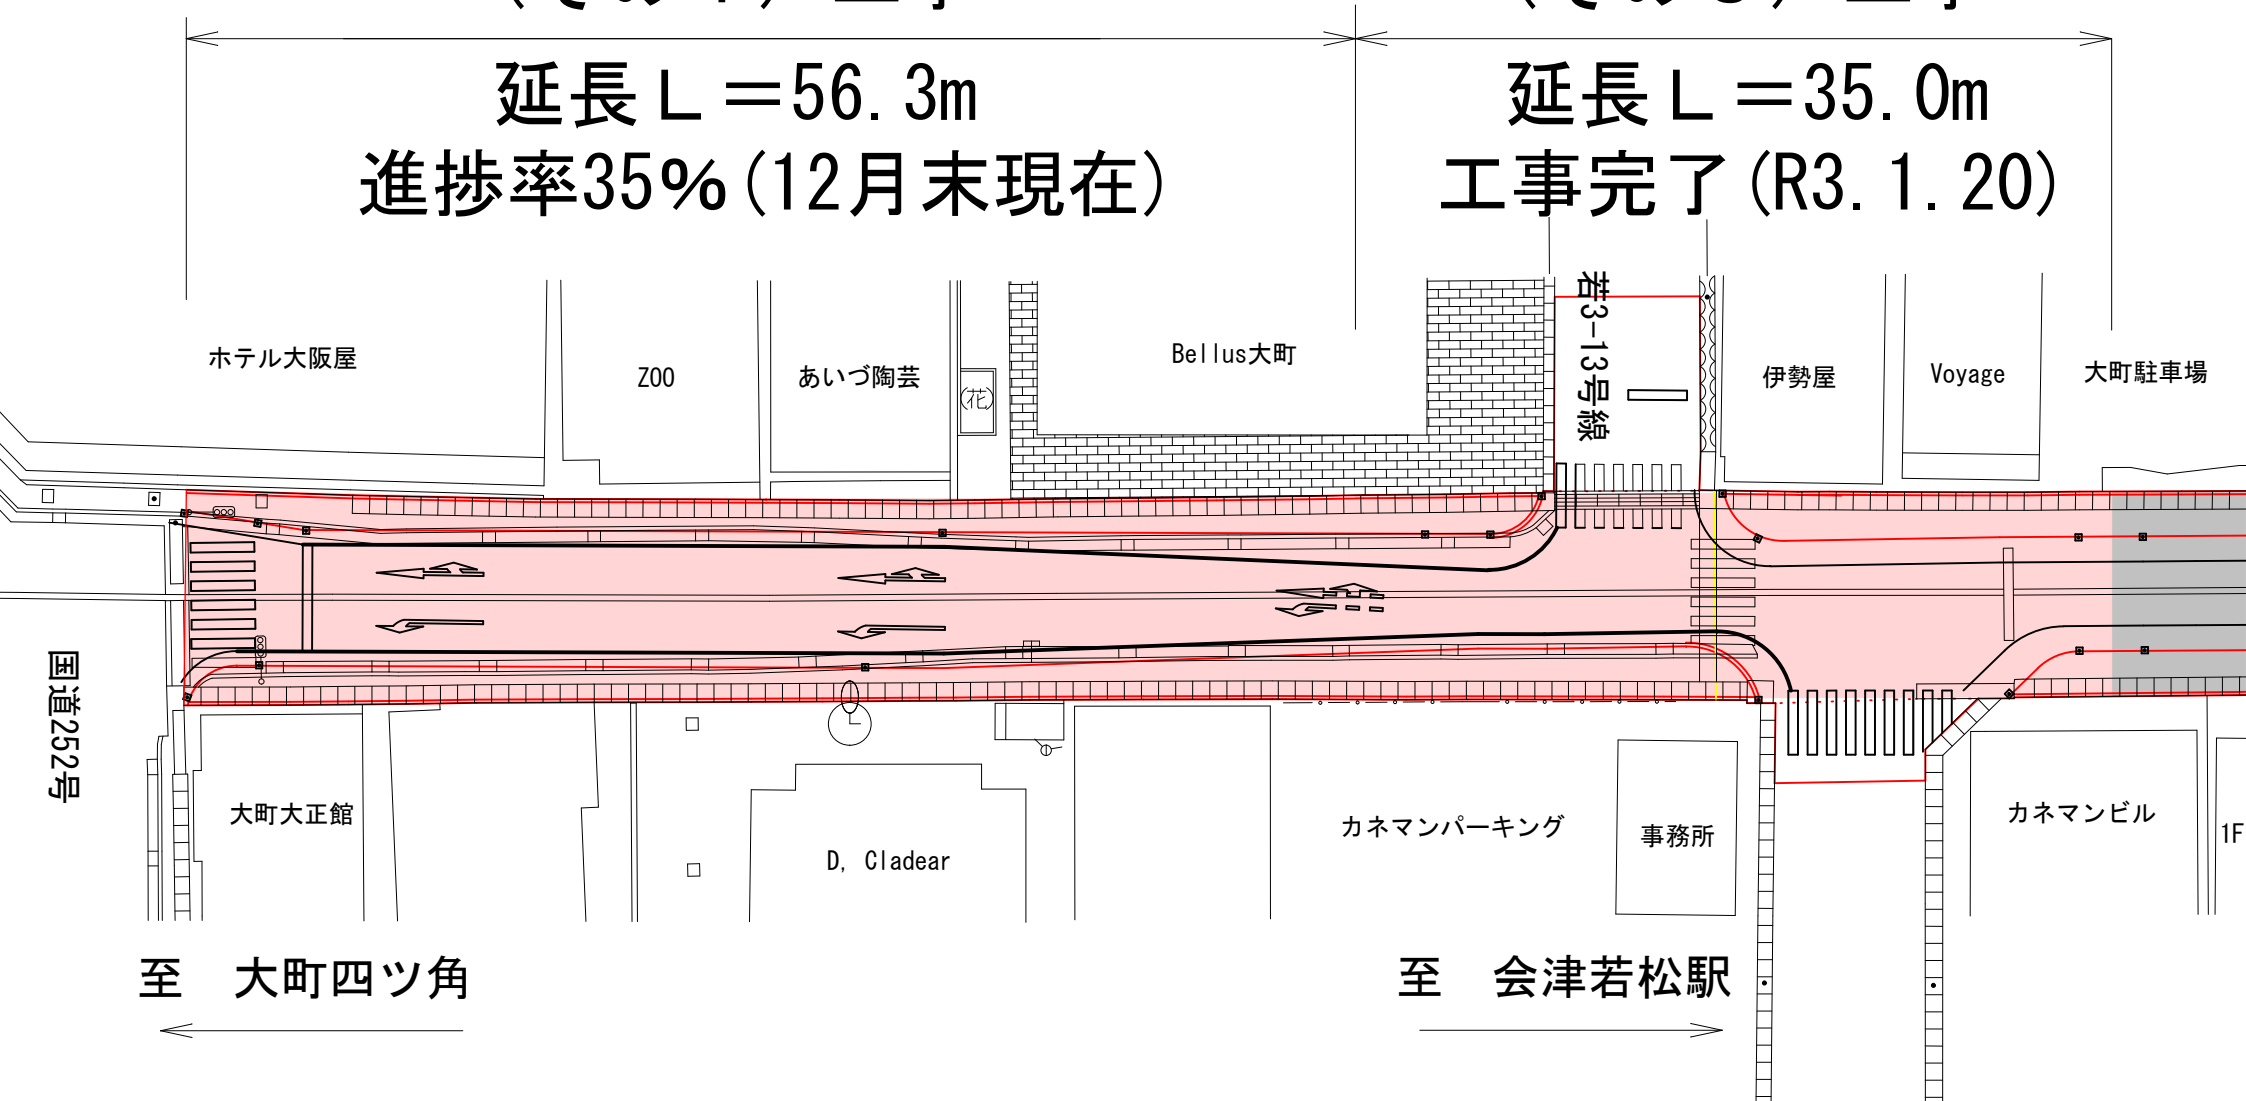 延長Ｌ＝56.3m
進捗率35％(12月末現在)
延長Ｌ＝35.0m
工事完了(R3.1.20)
若3-13号線
ホテル大阪屋
ZOO
あいづ陶芸
(花)
Bellus大町
伊勢屋
Voyage
大町駐車場
国道252号
大町大正館
D, Cladear
カネマンパーキング
事務所
カネマンビル
1F
至　大町四ツ角
至　会津若松駅